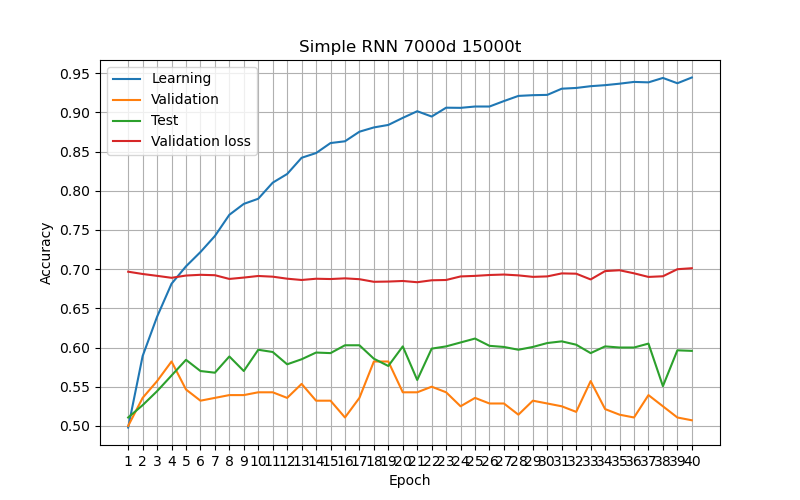 Simple RNN 7000d 15000t
Learning
Validation
Test
Validation loss
0.95
0.90
0.85
0.80
0.75
0.70
0.65
0.60
0.55
0.50
Accuracy
1 2 3 4 5 6 7 8 9 10 11 12 13 14 15 16 17 18 19 20 21 22 23 24 25 26 27 28 29 30 31 32 33 34 35 36 37 38 39 40
Epoch